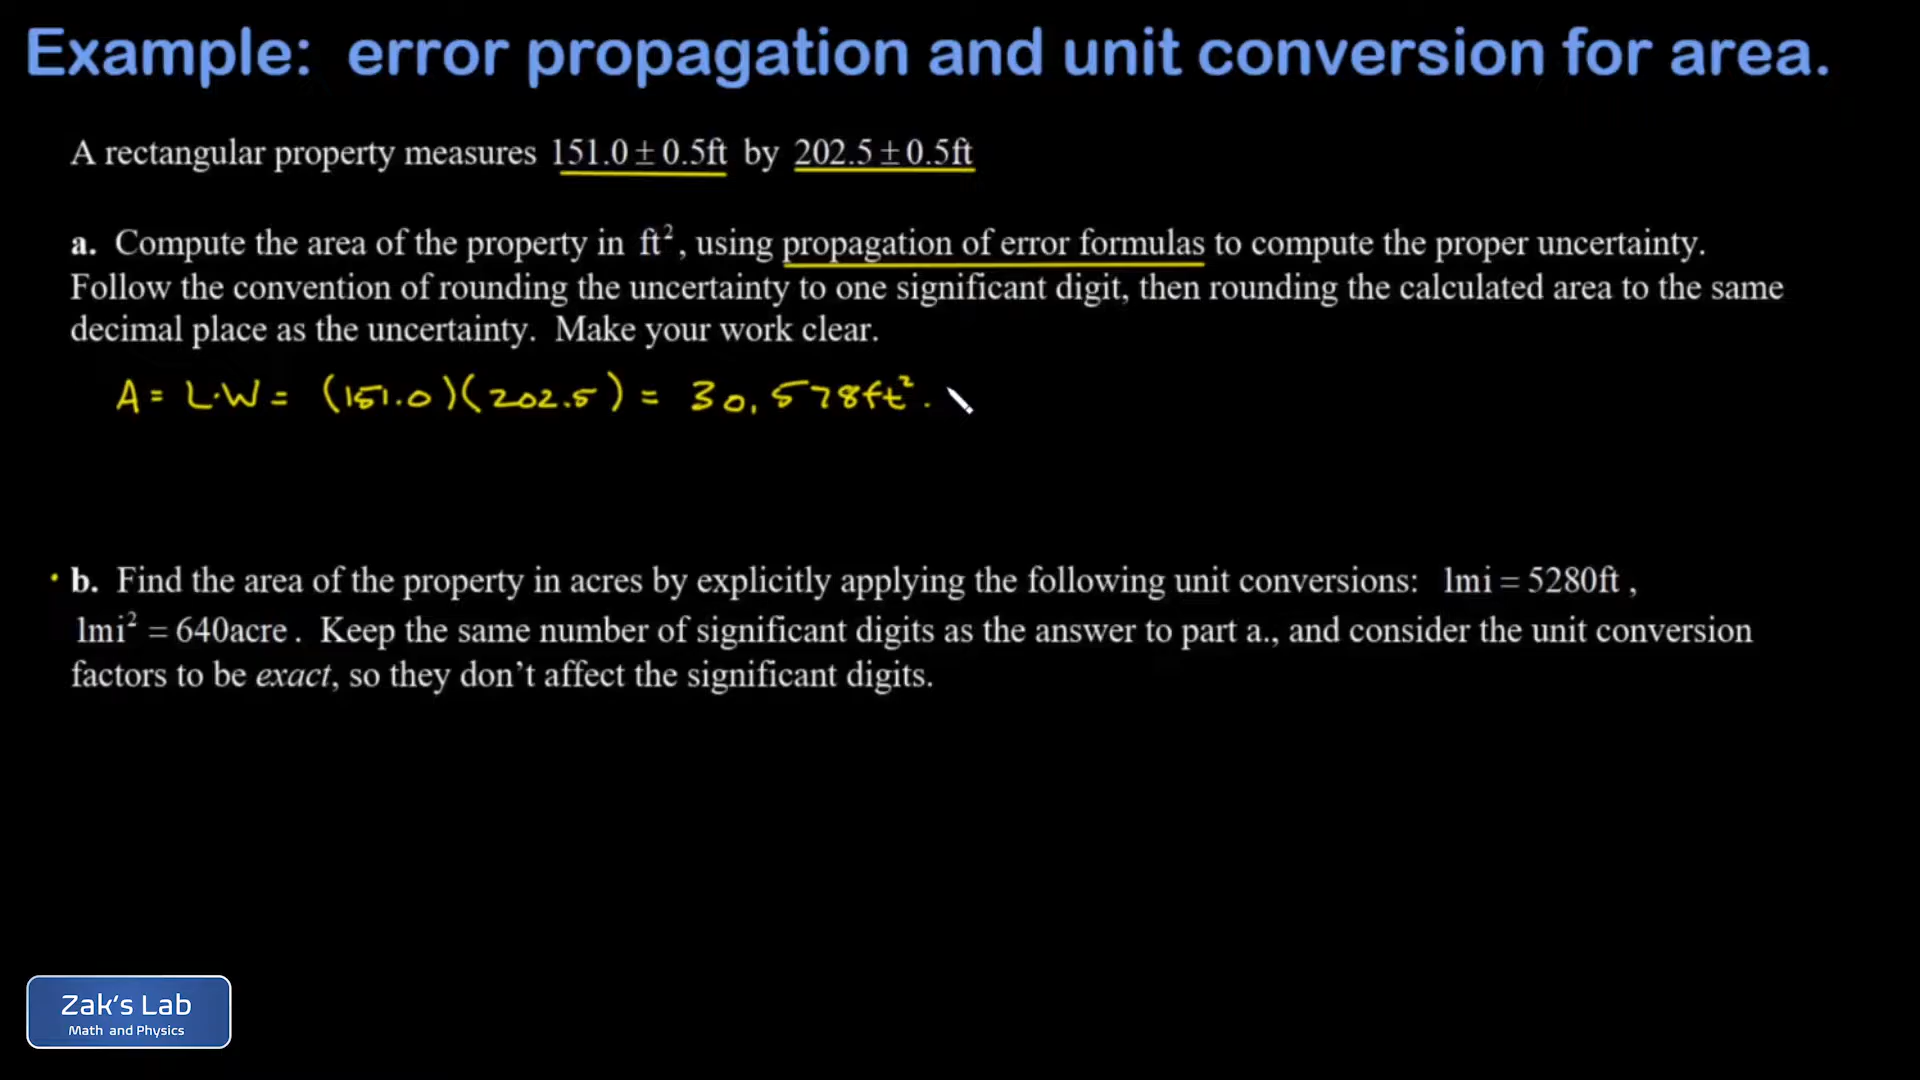 Example: error propagation and unit conversion for area.
A rectangular property measures 151.0 ± 0.5ft by 202.5 ± 0.5ft
a. Compute the area of the property in ft², using propagation of error formulas to compute the proper uncertainty.
Follow the convention of rounding the uncertainty to one significant digit, then rounding the calculated area to the same
decimal place as the uncertainty. Make your work clear.
A = L·W = (151.0)(202.5) = 30,578ft².
b. Find the area of the property in acres by explicitly applying the following unit conversions: 1mi = 5280ft ,
1mi² = 640acre . Keep the same number of significant digits as the answer to part a., and consider the unit conversion
factors to be exact, so they don't affect the significant digits.
Zak's Lab
Math and Physics